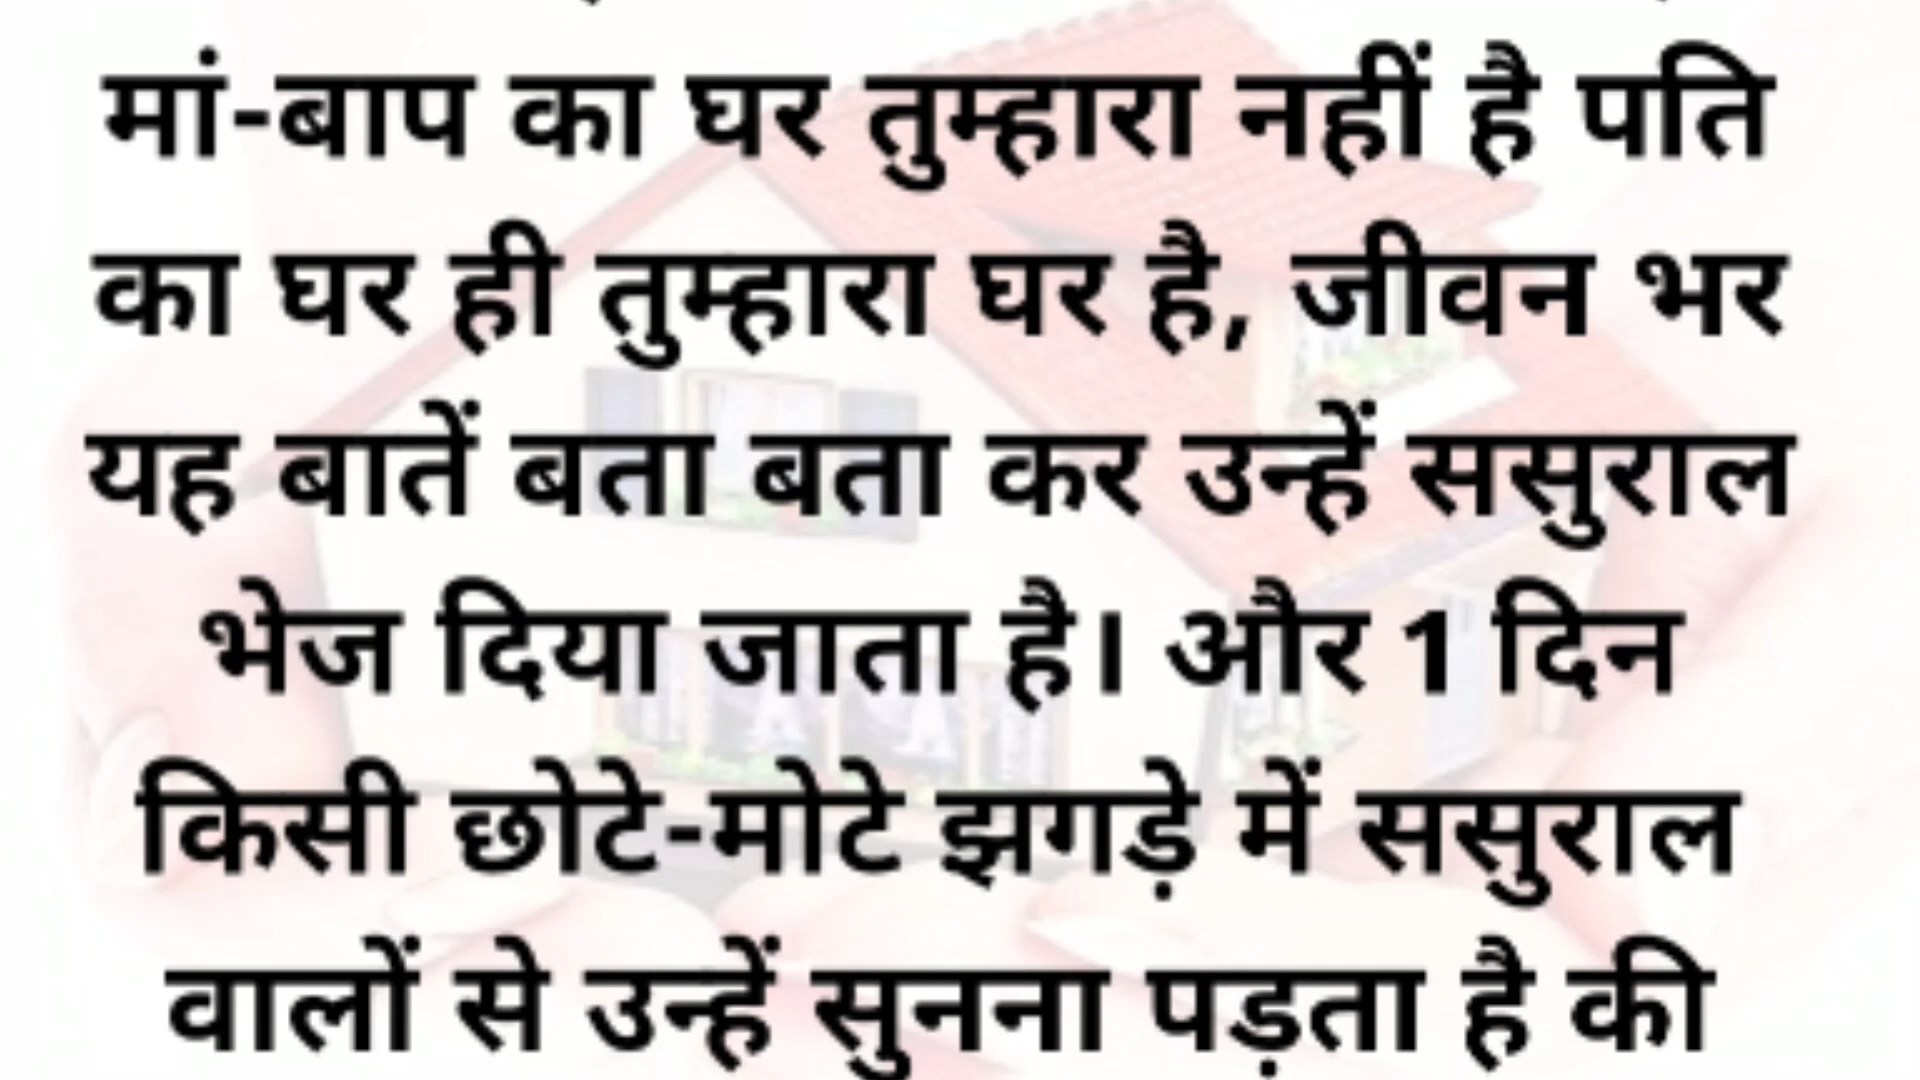 मां-बाप का घर तुम्हारा नहीं है पति
का घर ही तुम्हारा घर है, जीवन भर
यह बातें बता बता कर उन्हें ससुराल
भेज दिया जाता है। और 1 दिन
किसी छोटे-मोटे झगड़े में ससुराल
वालों से उन्हें सुनना पड़ता है की